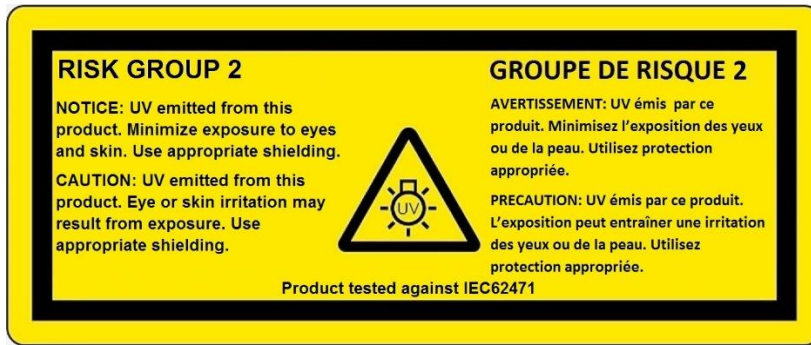 RISK GROUP 2
NOTICE: UV emitted from this
product. Minimize exposure to eyes
and skin. Use appropriate shielding.
CAUTION: UV emitted from this
product. Eye or skin irritation may
result from exposure. Use
appropriate shielding.
UV
GROUPE DE RISQUE 2
AVERTISSEMENT: UV émis par ce
produit. Minimisez l’exposition des yeux
ou de la peau. Utilisez protection
appropriée.
PRECAUTION: UV émis par ce produit.
L’exposition peut entraîner une irritation
des yeux ou de la peau. Utilisez
protection appropriée.
Product tested against IEC62471